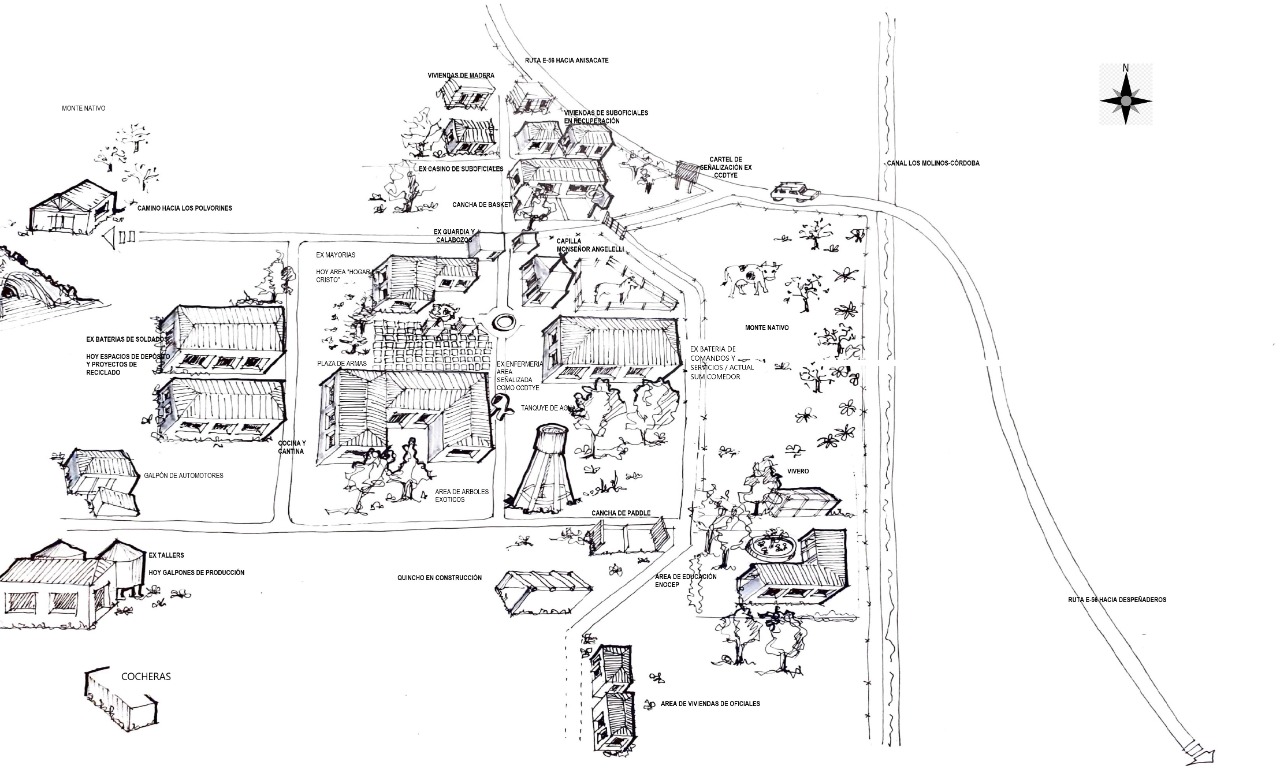 N
RUTA E-56 HACIA ANISACATE
VIVIENDAS DE MADERA
MONTE NATIVO
VIVIENDAS DE SUBOFICIALES
EN RECUPERACIÓN
CARTEL DE
SEÑALIZACIÓN EX
CCDTYE
CANAL LOS MOLINOS-CÓRDOBA
EX CASINO DE SUBOFICIALES
CAMINO HACIA LOS POLVORINES
CANCHA DE BASKET
EX GUARDIA Y
CALABOZOS
CAPILLA
MONSEÑOR ANGELELLI
EX MAYORIAS
HOY AREA "HOGAR
CRISTO"
MONTE NATIVO
EX BATERIAS DE SOLDADOS
HOY ESPACIOS DE DEPÓSITO
Y PROYECTOS DE
RECICLADO
PLAZA DE ARMAS
EX ENFERMERIA
AREA
SEÑALIZADA
COMO CCDTYE
EX BATERIA DE
COMANDOS Y
SERVICIOS / ACTUAL
SUM COMEDOR
TANQUYE DE AGUA
COCINA Y
CANTINA
GALPÓN DE AUTOMOTORES
AREA DE ARBOLES
EXOTICOS
VIVERO
CANCHA DE PADDLE
EX TALLERS
HOY GALPONES DE PRODUCCIÓN
QUINCHO EN CONSTRUCCIÓN
AREA DE EDUCACIÓN
ENOCEP
RUTA E-56 HACIA DESPEÑADEROS
COCHERAS
AREA DE VIVIENDAS DE OFICIALES